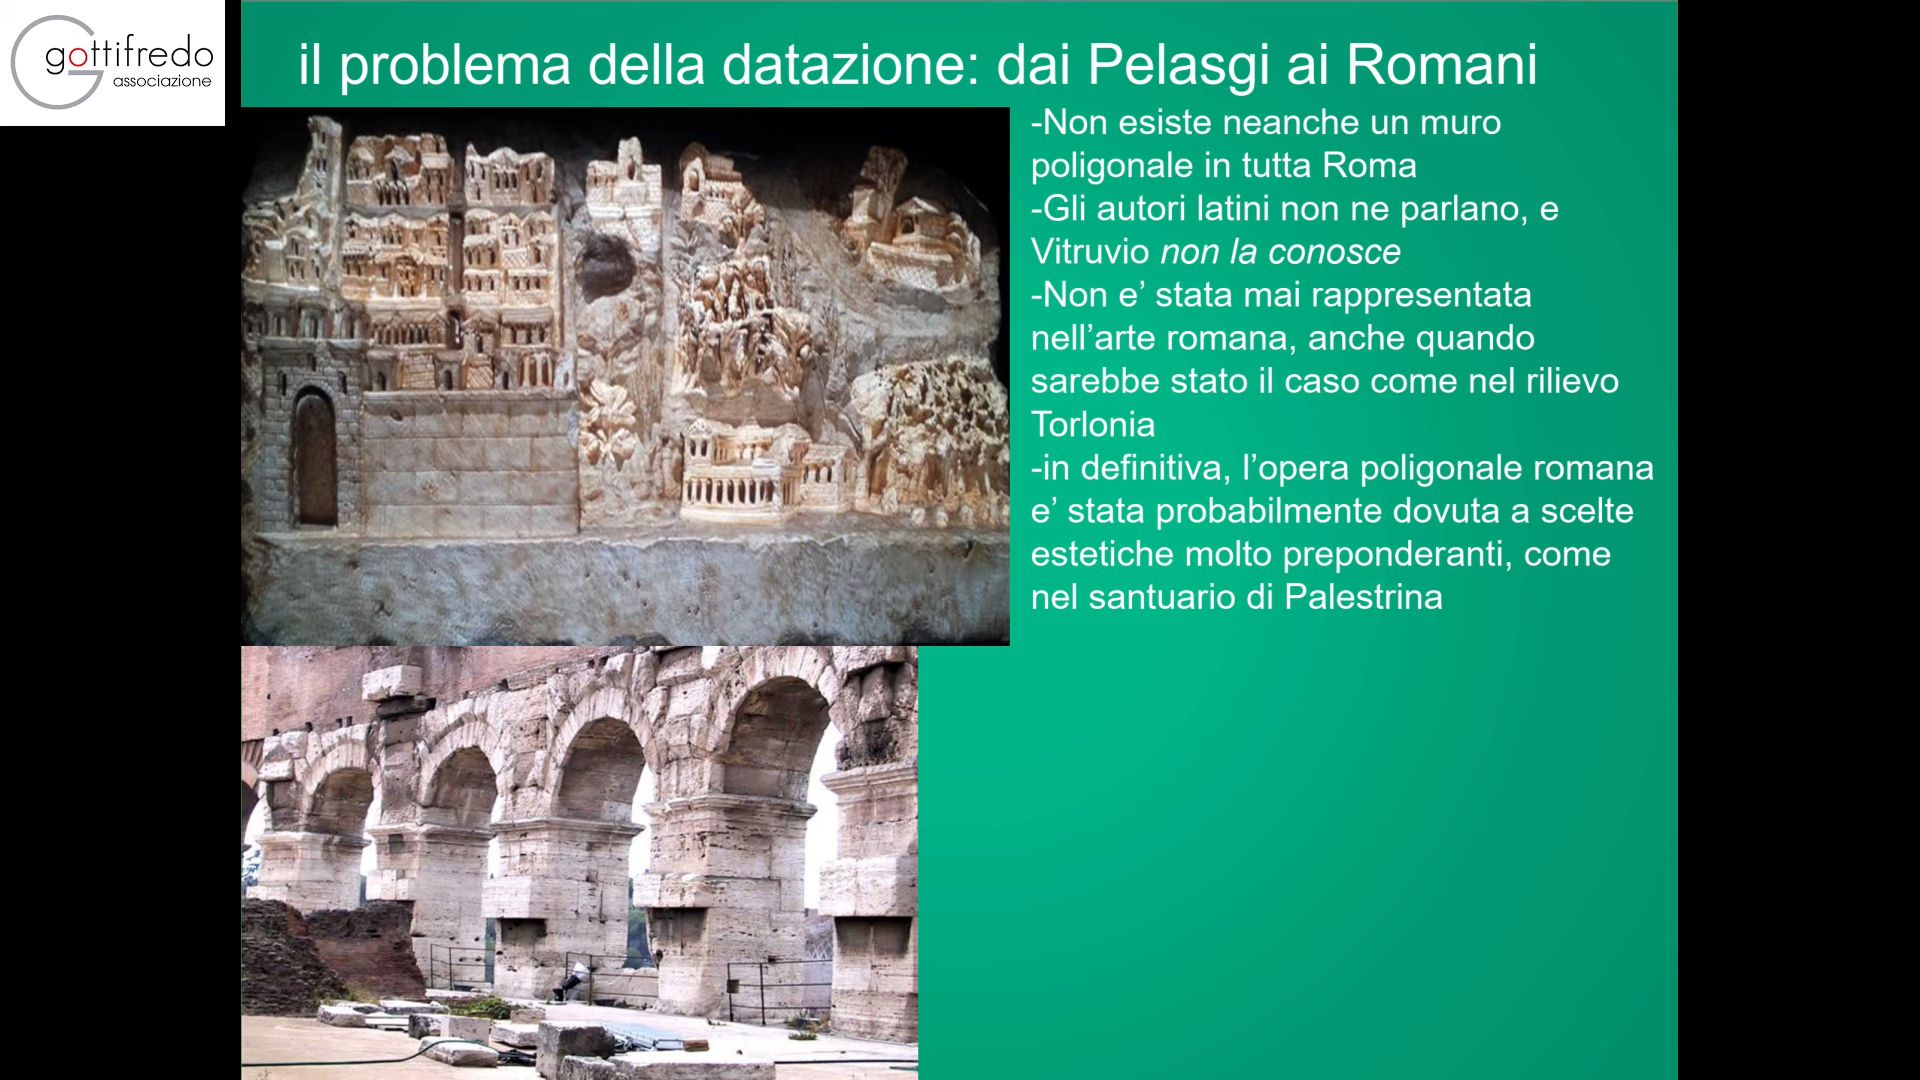 gottifredo
associazione
il problema della datazione: dai Pelasgi ai Romani
-Non esiste neanche un muro
poligonale in tutta Roma
-Gli autori latini non ne parlano, e
Vitruvio non la conosce
-Non e’ stata mai rappresentata
nell’arte romana, anche quando
sarebbe stato il caso come nel rilievo
Torlonia
-in definitiva, l’opera poligonale romana
e’ stata probabilmente dovuta a scelte
estetiche molto preponderanti, come
nel santuario di Palestrina